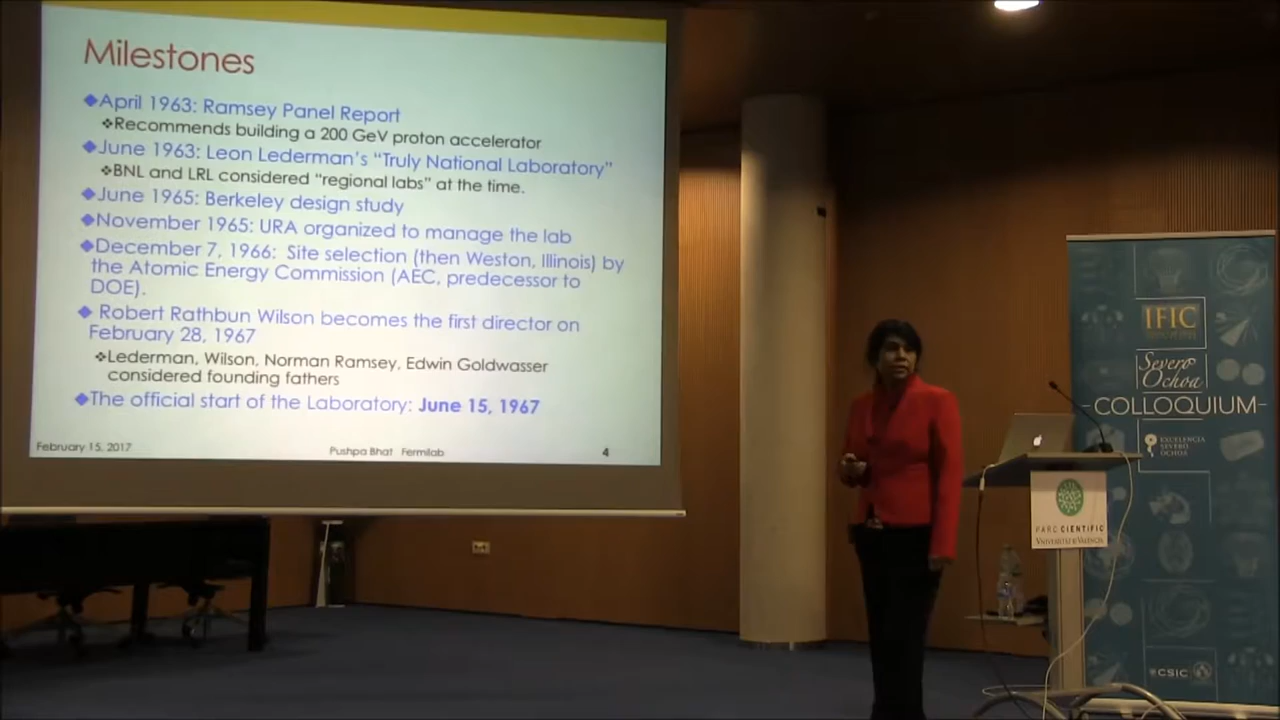 Milestones
◆April 1963: Ramsey Panel Report
❖Recommends building a 200 GeV proton accelerator
◆June 1963: Leon Lederman's "Truly National Laboratory"
❖BNL and LRL considered "regional labs" at the time.
◆June 1965: Berkeley design study
◆November 1965: URA organized to manage the lab
◆December 7, 1966: Site selection (then Weston, Illinois) by
the Atomic Energy Commission (AEC, predecessor to
DOE).
◆ Robert Rathbun Wilson becomes the first director on
February 28, 1967
❖Lederman, Wilson, Norman Ramsey, Edwin Goldwasser
considered founding fathers
◆The official start of the Laboratory: June 15, 1967
February 15, 2017
Pushpa Bhat Fermilab
4
IFIC
Severo
Ochoa
COLLOQUIUM
EXCELENCIA
SEVERO
OCHOA
PARC CIENTIFIC
UNIVERSITAT DE VALÈNCIA
CSIC